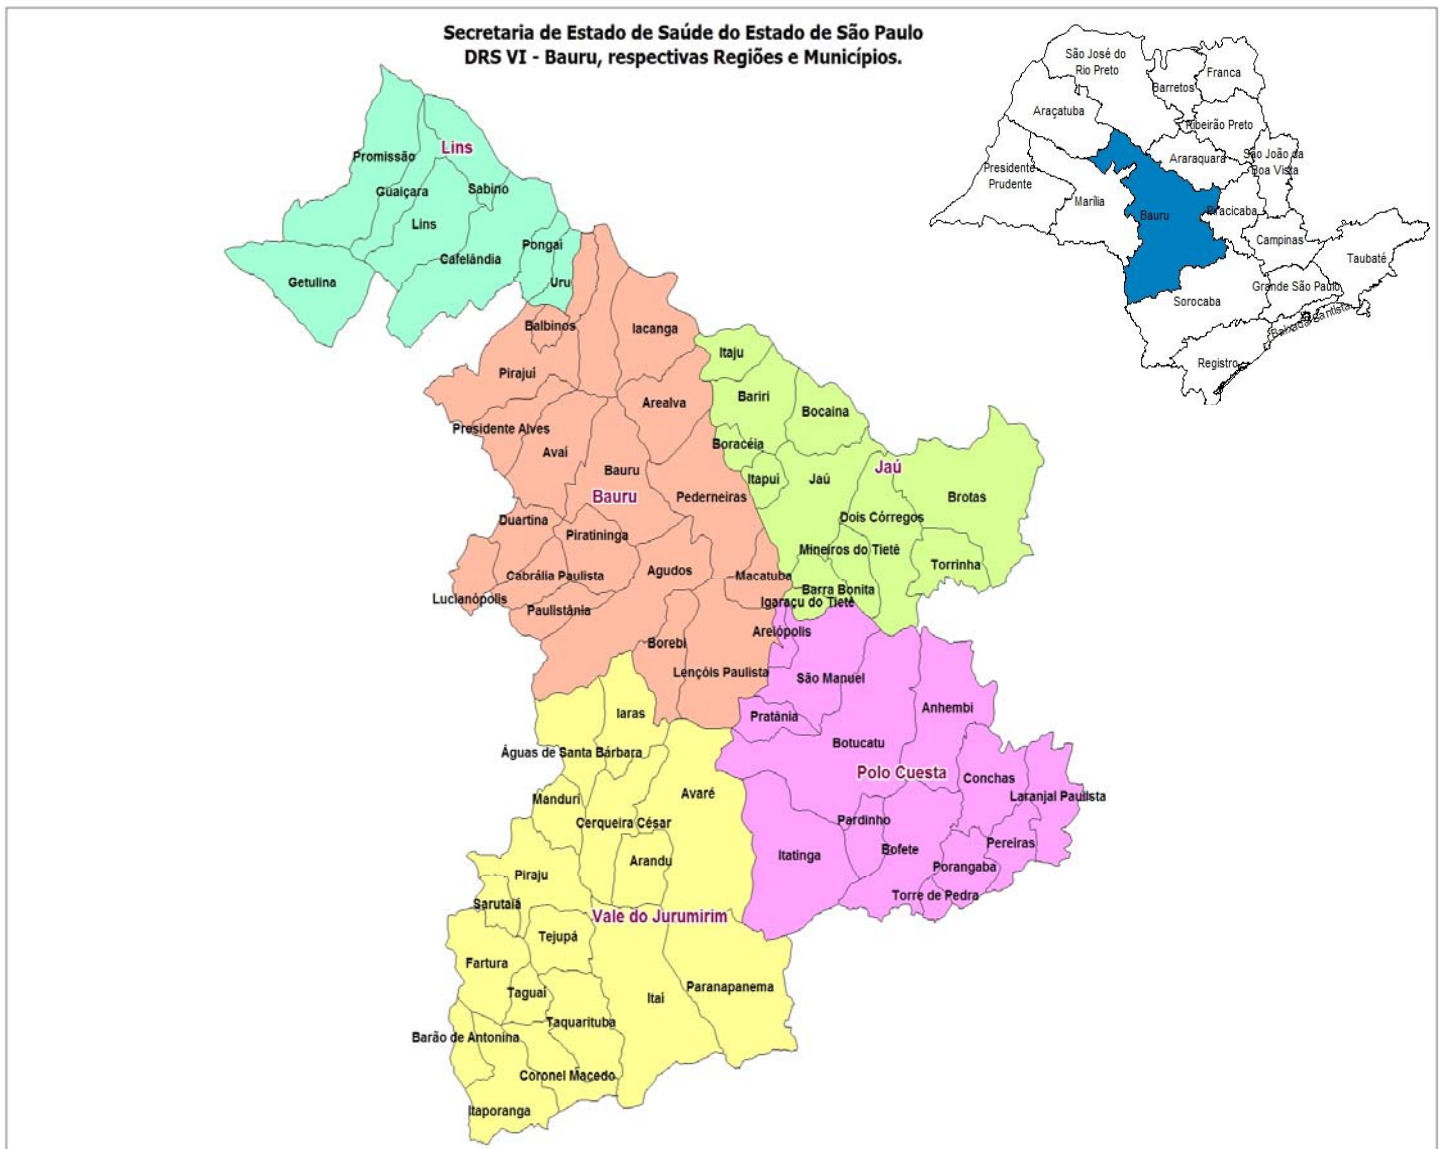 Secretaria de Estado de Saúde do Estado de São Paulo
DRS VI - Bauru, respectivas Regiões e Municípios.
São José do
Rio Preto
Barretos
Franca
Araçatuba
Ribeirão Preto
Presidente
Prudente
Araraquara
São João da
Boa Vista
Marília
Bauru
Piracicaba
Campinas
Taubaté
Grande São Paulo
Sorocaba
Baixada Santista
Registro
Promissão
Lins
Guaiçara
Sabino
Lins
Pongaí
Cafelândia
Getulina
Uru
Balbinos
Iacanga
Pirajuí
Arealva
Presidente Alves
Avaí
Bauru
Bauru
Pederneiras
Duartina
Piratininga
Cabrália Paulista
Agudos
Macatuba
Lucianópolis
Paulistânia
Borebi
Lençóis Paulista
Itaju
Bariri
Bocaina
Boracéia
Jaú
Itapuí
Jaú
Brotas
Dois Córregos
Mineiros do Tietê
Torrinha
Barra Bonita
Igaraçu do Tietê
Areiópolis
São Manuel
Pratânia
Anhembi
Botucatu
Polo Cuesta
Conchas
Laranjal Paulista
Pardinho
Itatinga
Bofete
Pereiras
Porangaba
Torre de Pedra
Iaras
Águas de Santa Bárbara
Manduri
Avaré
Cerqueira César
Arandu
Piraju
Sarutaiá
Vale do Jurumirim
Tejupá
Fartura
Taguaí
Itaí
Paranapanema
Taquarituba
Barão de Antonina
Coronel Macedo
Itaporanga